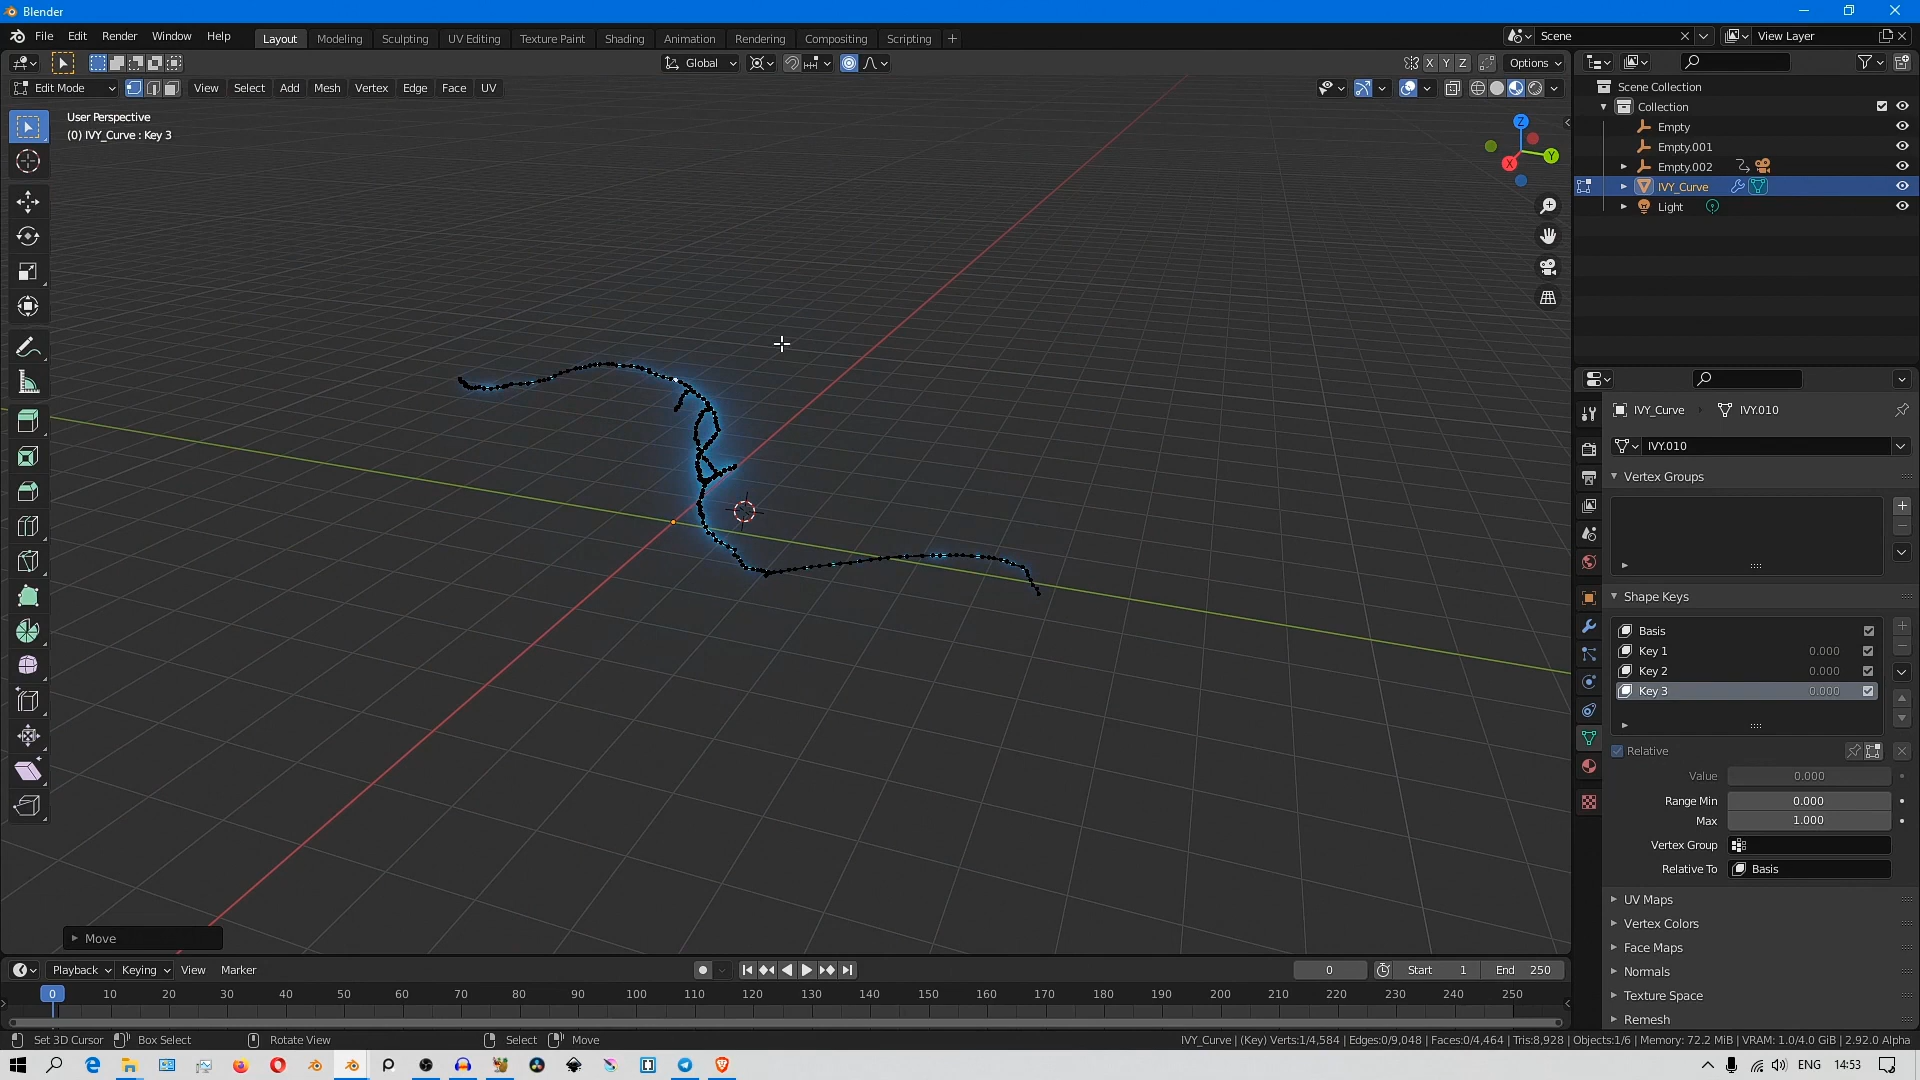 Blender
File Edit Render Window Help Layout Modeling Sculpting UV Editing Texture Paint Shading Animation Rendering Compositing Scripting + Scene View Layer
Global Options
Edit Mode View Select Add Mesh Vertex Edge Face UV
X Y Z
User Perspective
(0) IVY_Curve : Key 3
Z
Y
X
Scene Collection
Collection
Empty
Empty.001
Empty.002
IVY_Curve
Light
IVY_Curve IVY.010
IVY.010
Vertex Groups
Shape Keys
Basis
Key 1 0.000
Key 2 0.000
Key 3 0.000
Relative
Value 0.000
Range Min 0.000
Max 1.000
Vertex Group
Relative To Basis
UV Maps
Vertex Colors
Face Maps
Normals
Texture Space
Remesh
Move
Playback Keying View Marker 0 Start 1 End 250
0 10 20 30 40 50 60 70 80 90 100 110 120 130 140 150 160 170 180 190 200 210 220 230 240 250
Set 3D Cursor Box Select Rotate View Select Move IVY_Curve | (Key) Verts:1/4,584 | Edges:0/9,048 | Faces:0/4,464 | Tris:8,928 | Objects:1/6 | Memory: 72.2 MiB | VRAM: 1.0/4.0 GiB | 2.92.0 Alpha
ENG 14:53